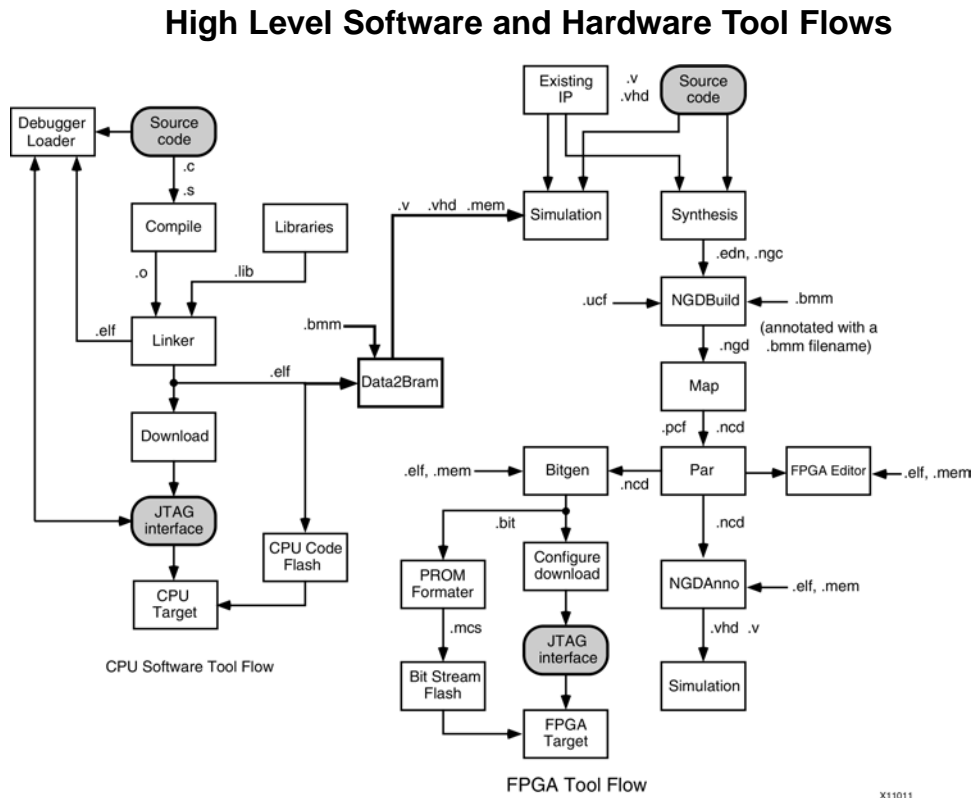 High Level Software and Hardware Tool Flows
Existing
IP
.v
.vhd
Source
code
Debugger
Loader
Source
code
.c
.s
Compile
Libraries
.v .vhd .mem
Simulation
Synthesis
.o
.lib
.edn, .ngc
.elf
Linker
.bmm
.ucf
NGDBuild
.bmm
(annotated with a
.bmm filename)
.ngd
.elf
Data2Bram
Map
Download
.pcf .ncd
.elf, .mem
Bitgen
.ncd
Par
FPGA Editor
.elf, .mem
JTAG
interface
.bit
.ncd
CPU Code
Flash
Configure
download
PROM
Formater
NGDAnno
.elf, .mem
CPU
Target
.mcs
.vhd .v
JTAG
interface
CPU Software Tool Flow
Bit Stream
Flash
Simulation
FPGA
Target
FPGA Tool Flow
X11011